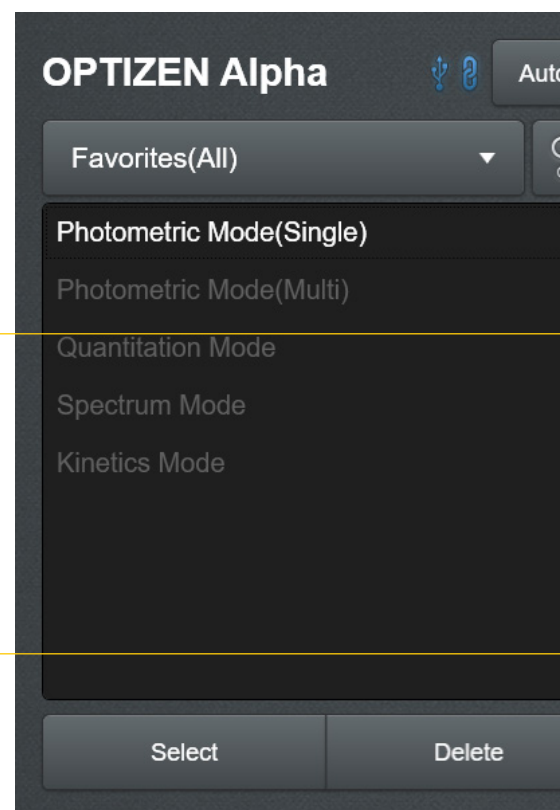 OPTIZEN Alpha
Favorites(All)
Photometric Mode(Single)
Photometric Mode(Multi)
Quantitation Mode
Spectrum Mode
Kinetics Mode
Select Delete